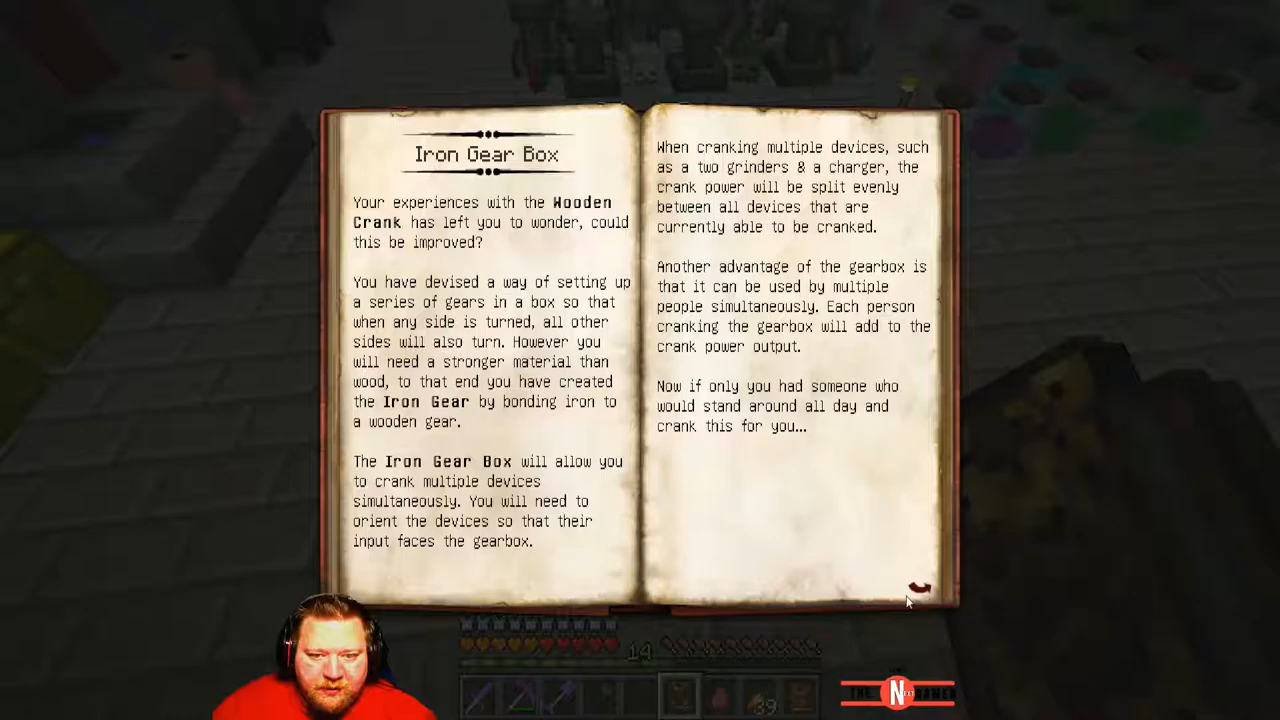 Iron Gear Box
Your experiences with the Wooden
Crank has left you to wonder, could
this be improved?
You have devised a way of setting up
a series of gears in a box so that
when any side is turned, all other
sides will also turn. However you
will need a stronger material than
wood, to that end you have created
the Iron Gear by bonding iron to
a wooden gear.
The Iron Gear Box will allow you
to crank multiple devices
simultaneously. You will need to
orient the devices so that their
input faces the gearbox.
When cranking multiple devices, such
as a two grinders & a charger, the
crank power will be split evenly
between all devices that are
currently able to be cranked.
Another advantage of the gearbox is
that it can be used by multiple
people simultaneously. Each person
cranking the gearbox will add to the
crank power output.
Now if only you had someone who
would stand around all day and
crank this for you...
14
39
THE N GAMER